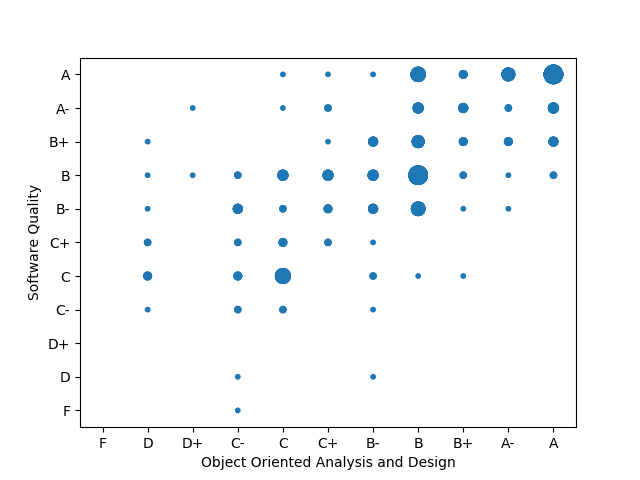 A
A-
B+
B
B-
C+
C
C-
D+
D
F
Software Quality
F D D+ C- C C+ B- B B+ A- A
Object Oriented Analysis and Design